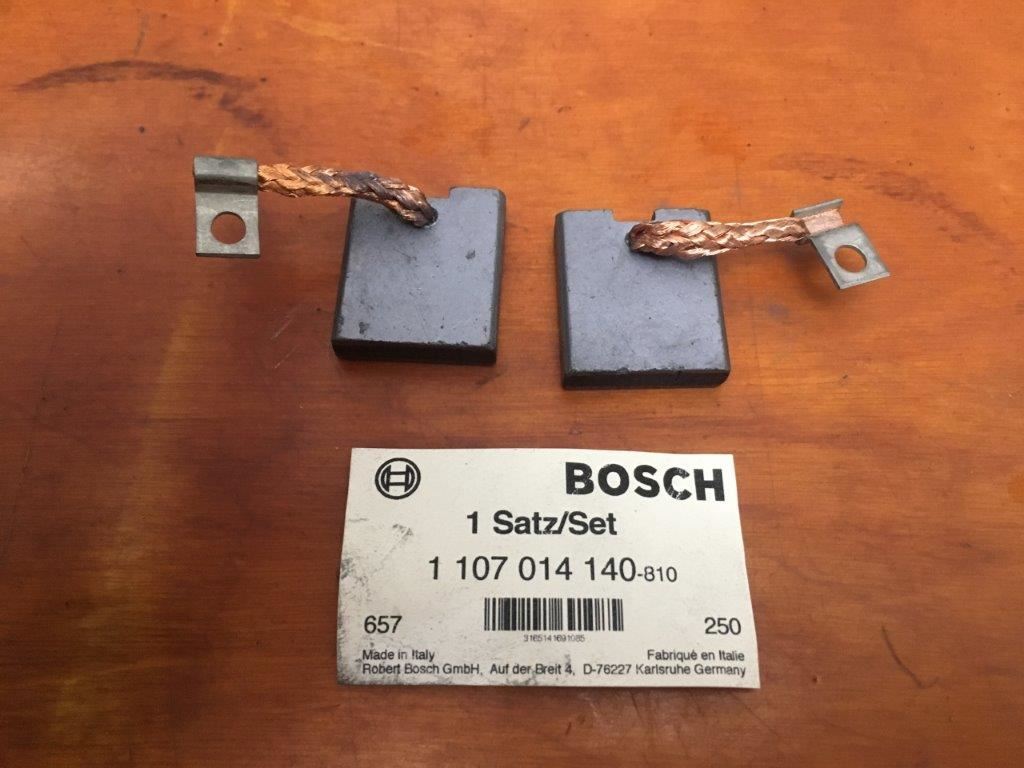 BOSCH
1 Satz/Set
1 107 014 140-810
3165141691085
657 250
Made in Italy Fabriqué en Italie
Robert Bosch GmbH, Auf der Breit 4, D-76227 Karlsruhe Germany